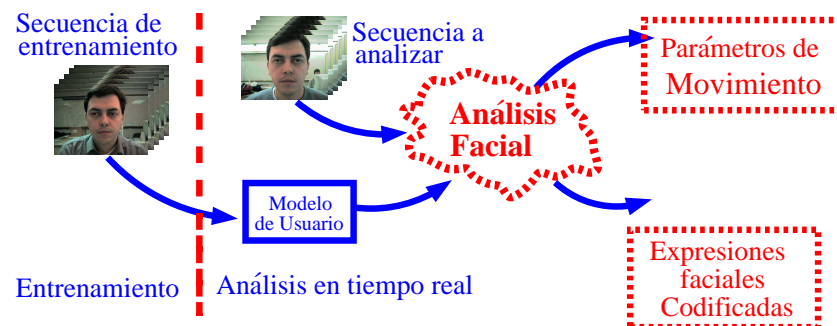 Secuencia de
entrenamiento
Secuencia a
analizar
Análisis
Facial
Parámetros de
Movimiento
Modelo
de Usuario
Expresiones
faciales
Codificadas
Entrenamiento
Análisis en tiempo real